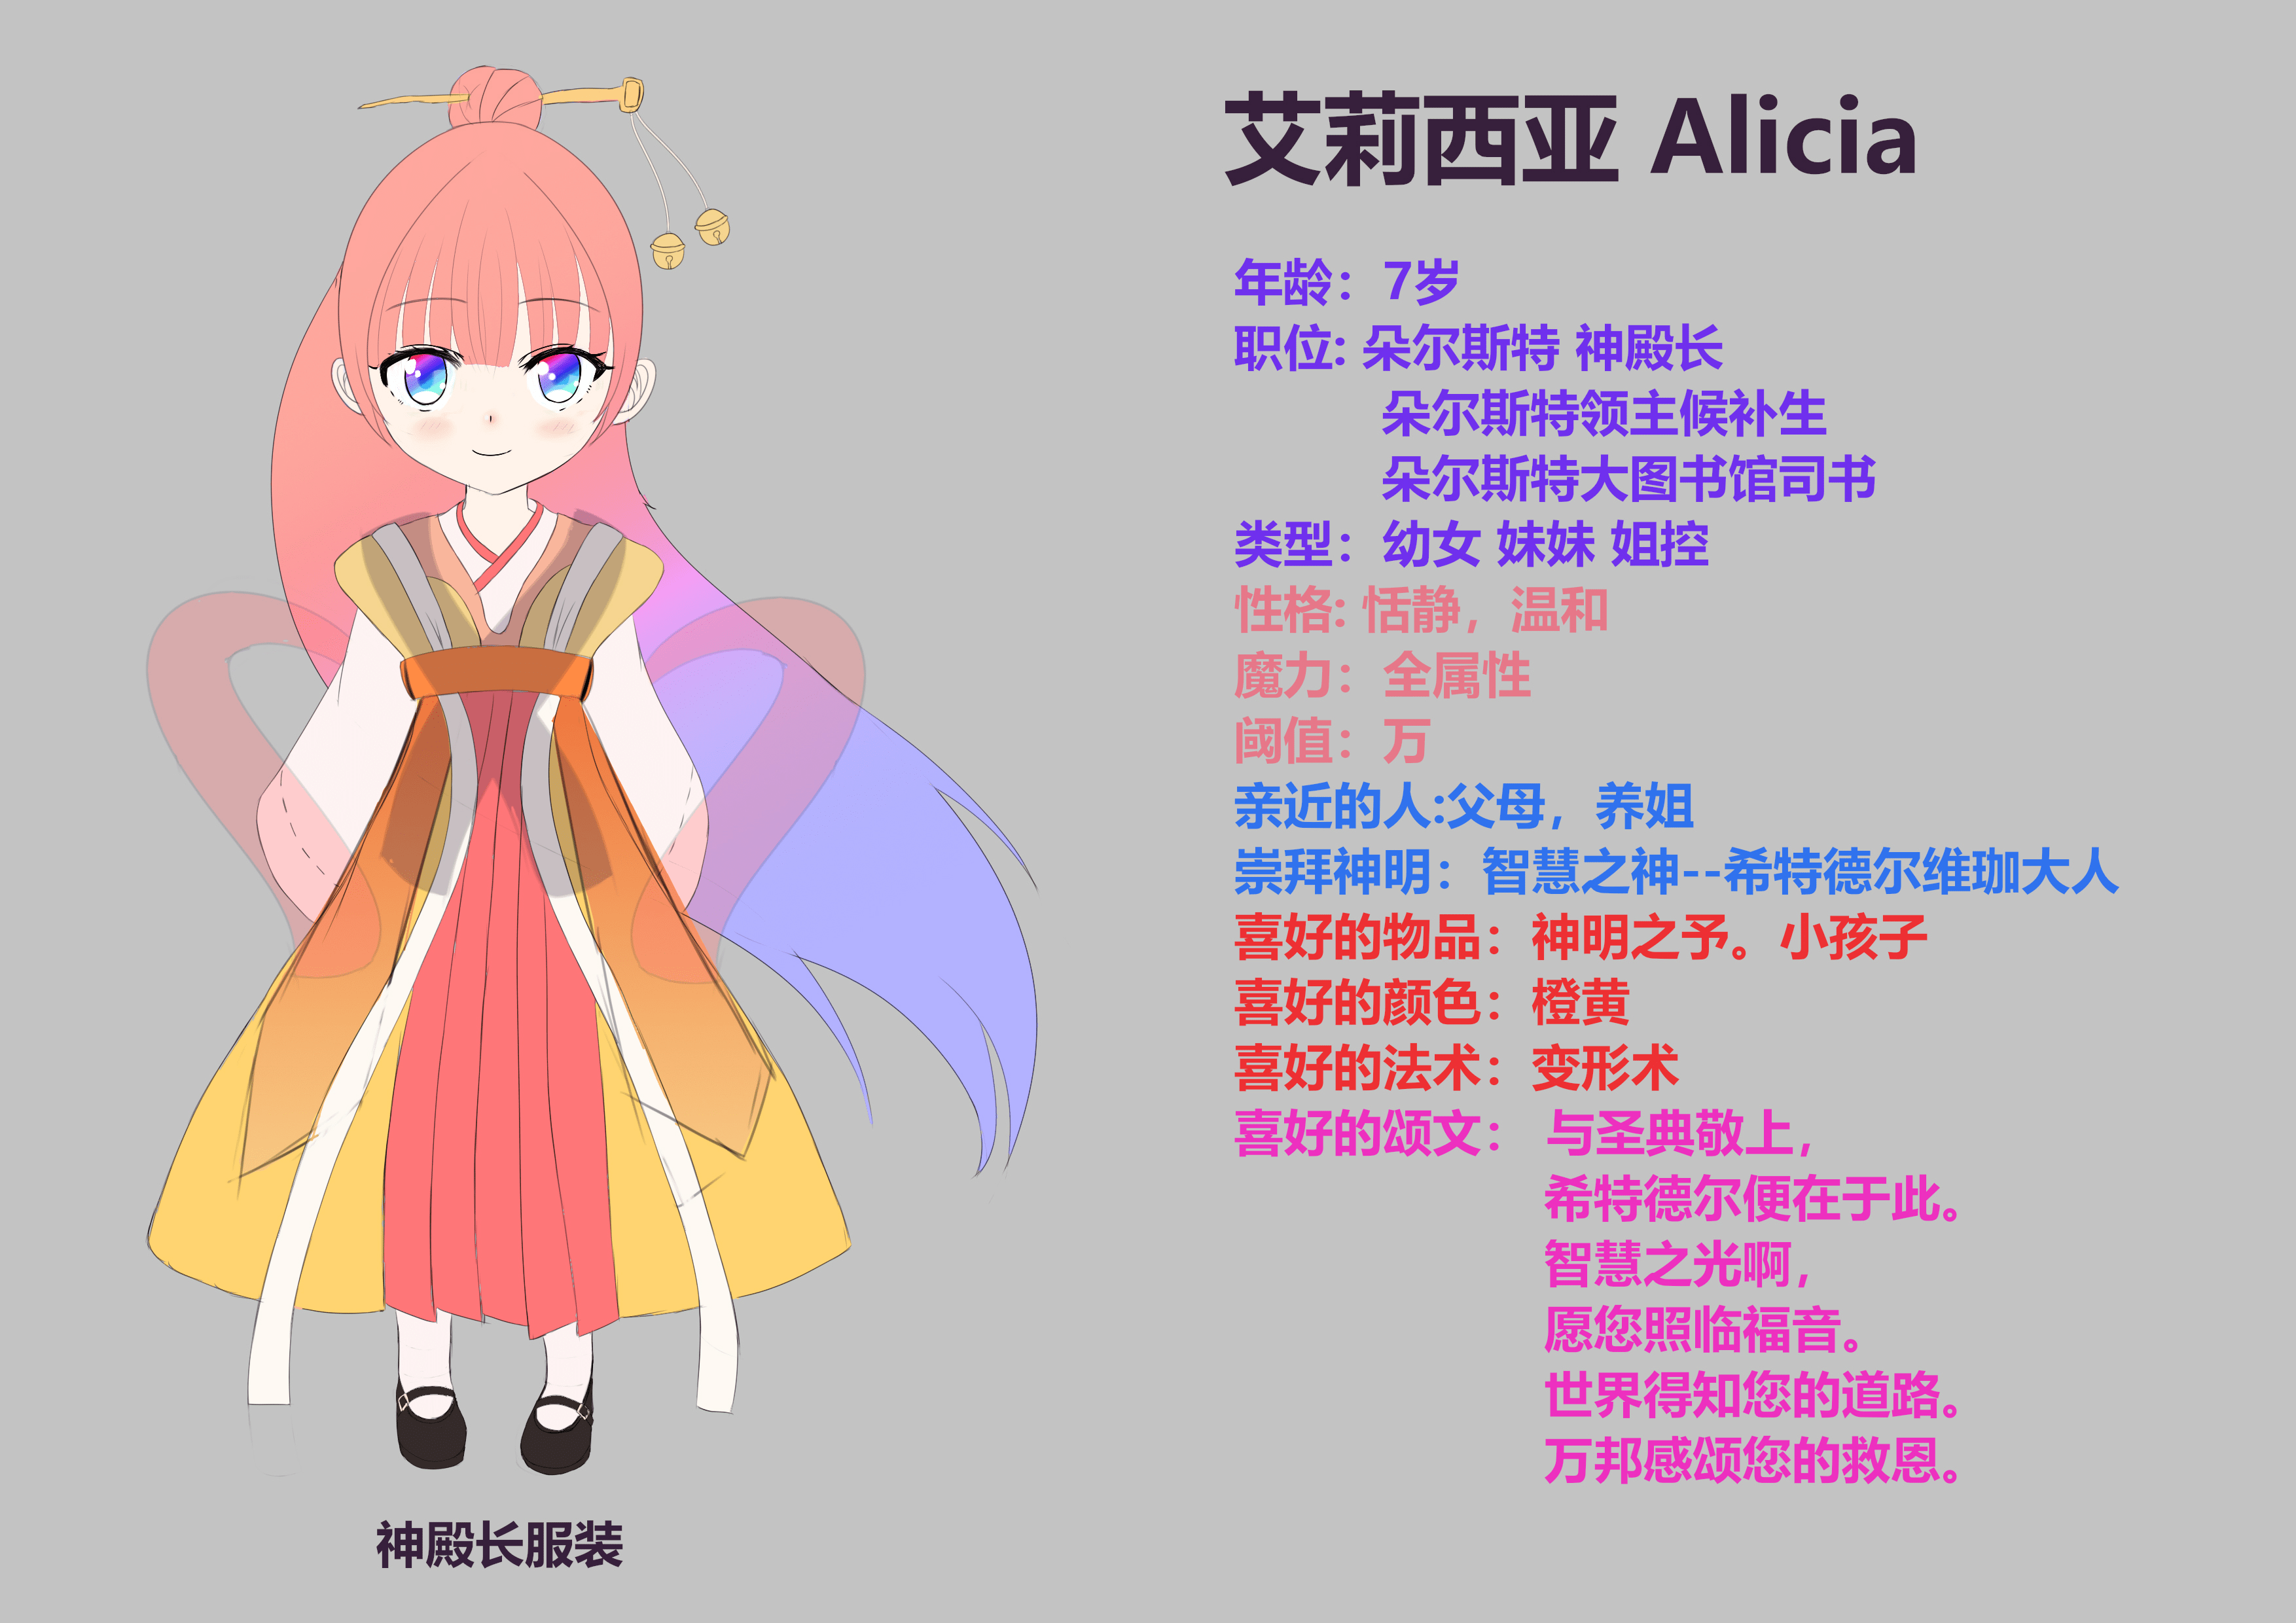 艾莉西亚 Alicia
年龄：7岁
职位: 朵尔斯特 神殿长
朵尔斯特领主候补生
朵尔斯特大图书馆司书
类型：幼女 妹妹 姐控
性格: 恬静，温和
魔力：全属性
阈值：万
亲近的人:父母，养姐
崇拜神明：智慧之神--希特德尔维珈大人
喜好的物品：神明之予。小孩子
喜好的颜色：橙黄
喜好的法术：变形术
喜好的颂文：与圣典敬上，
希特德尔便在于此。
智慧之光啊，
愿您照临福音。
世界得知您的道路。
万邦感颂您的救恩。
神殿长服装